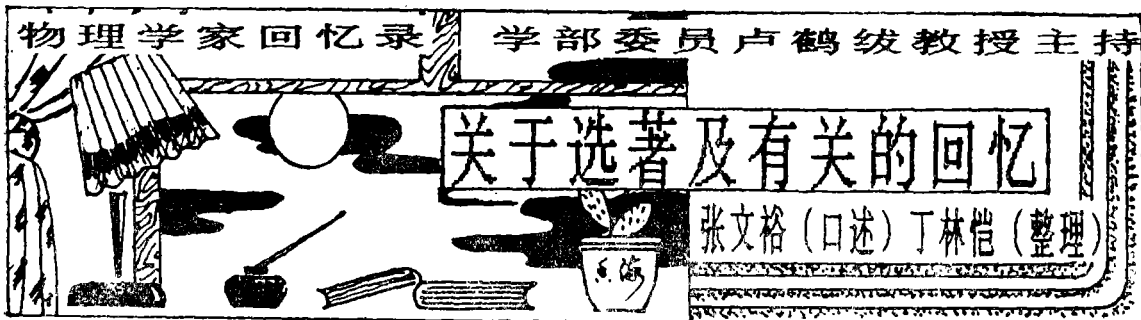 物理学家回忆录
学部委员卢鹤绂教授主持
关于选著及有关的回忆
张文裕（口述）丁林恺（整理）